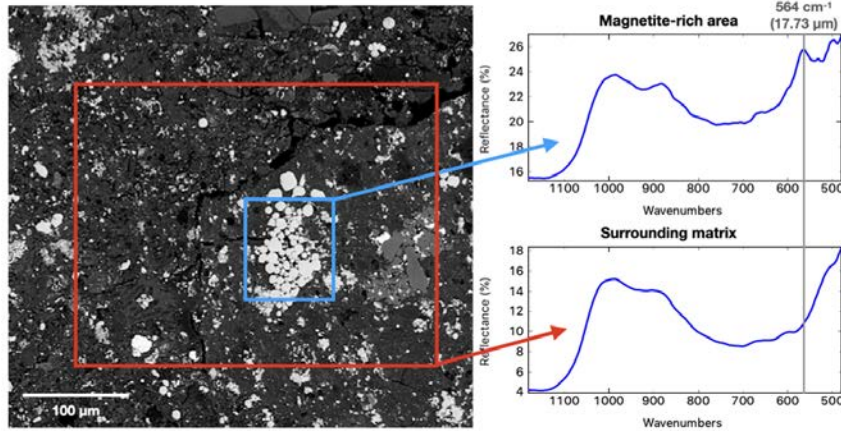 564 cm⁻¹
(17.73 µm)
Magnetite-rich area
26
24
22
20
18
16
Reflectance (%)
1100 1000 900 800 700 600 500
Wavenumbers
Surrounding matrix
18
16
14
12
10
8
6
4
Reflectance (%)
1100 1000 900 800 700 600 500
Wavenumbers
100 µm